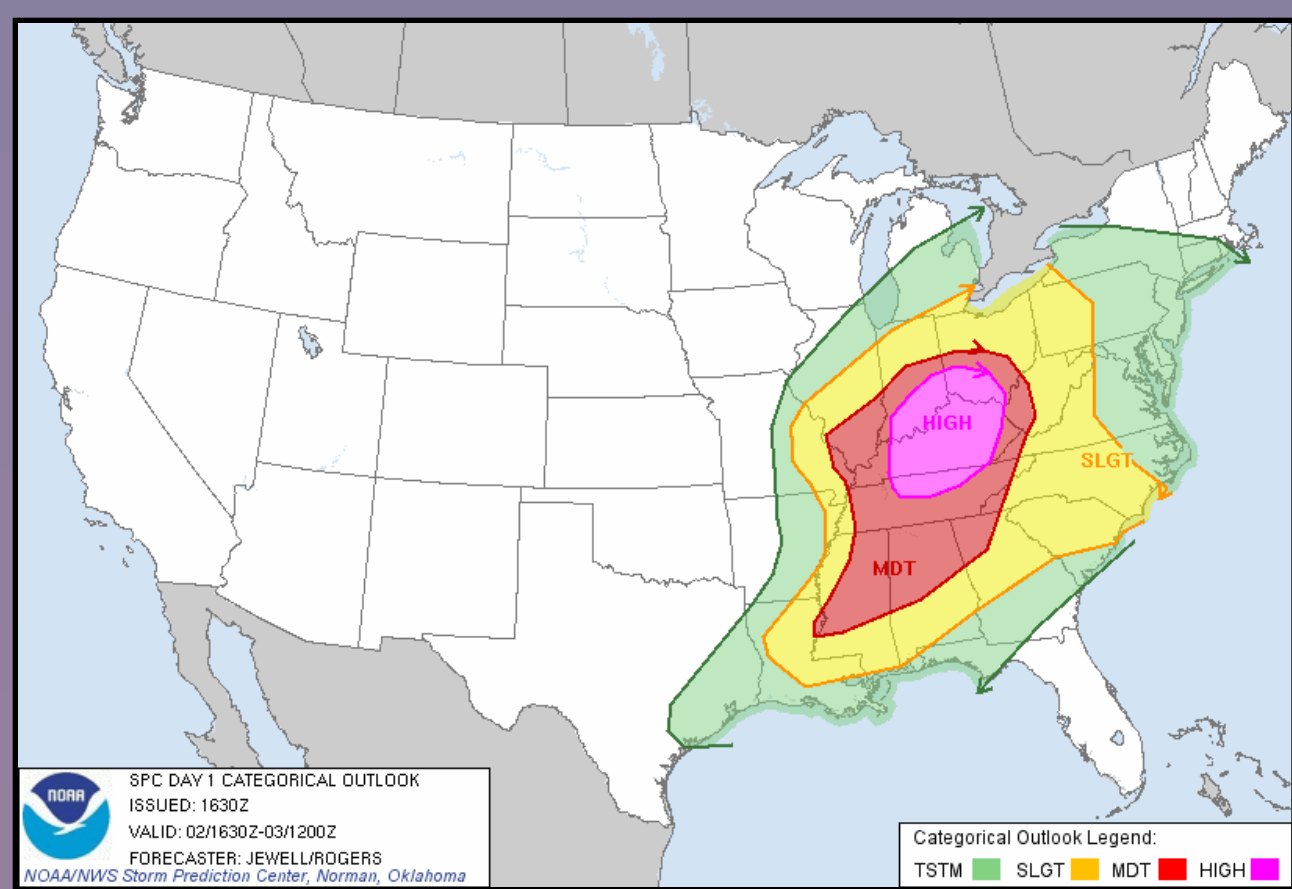 HIGH
SLGT
MDT
NOAA
SPC DAY 1 CATEGORICAL OUTLOOK
ISSUED: 1630Z
VALID: 02/1630Z-03/1200Z
FORECASTER: JEWELL/ROGERS
NOAA/NWS Storm Prediction Center, Norman, Oklahoma
Categorical Outlook Legend:
TSTM SLGT MDT HIGH